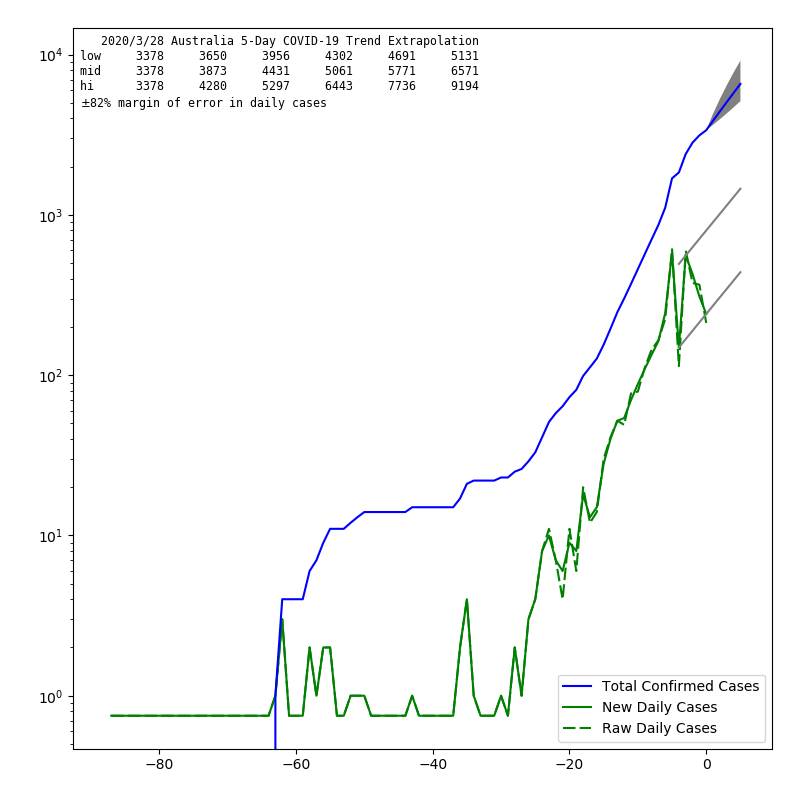 2020/3/28 Australia 5-Day COVID-19 Trend Extrapolation
low 3378 3650 3956 4302 4691 5131
mid 3378 3873 4431 5061 5771 6571
hi 3378 4280 5297 6443 7736 9194
±82% margin of error in daily cases
10⁴
10³
10²
10¹
10⁰
Total Confirmed Cases
New Daily Cases
Raw Daily Cases
−80 −60 −40 −20 0